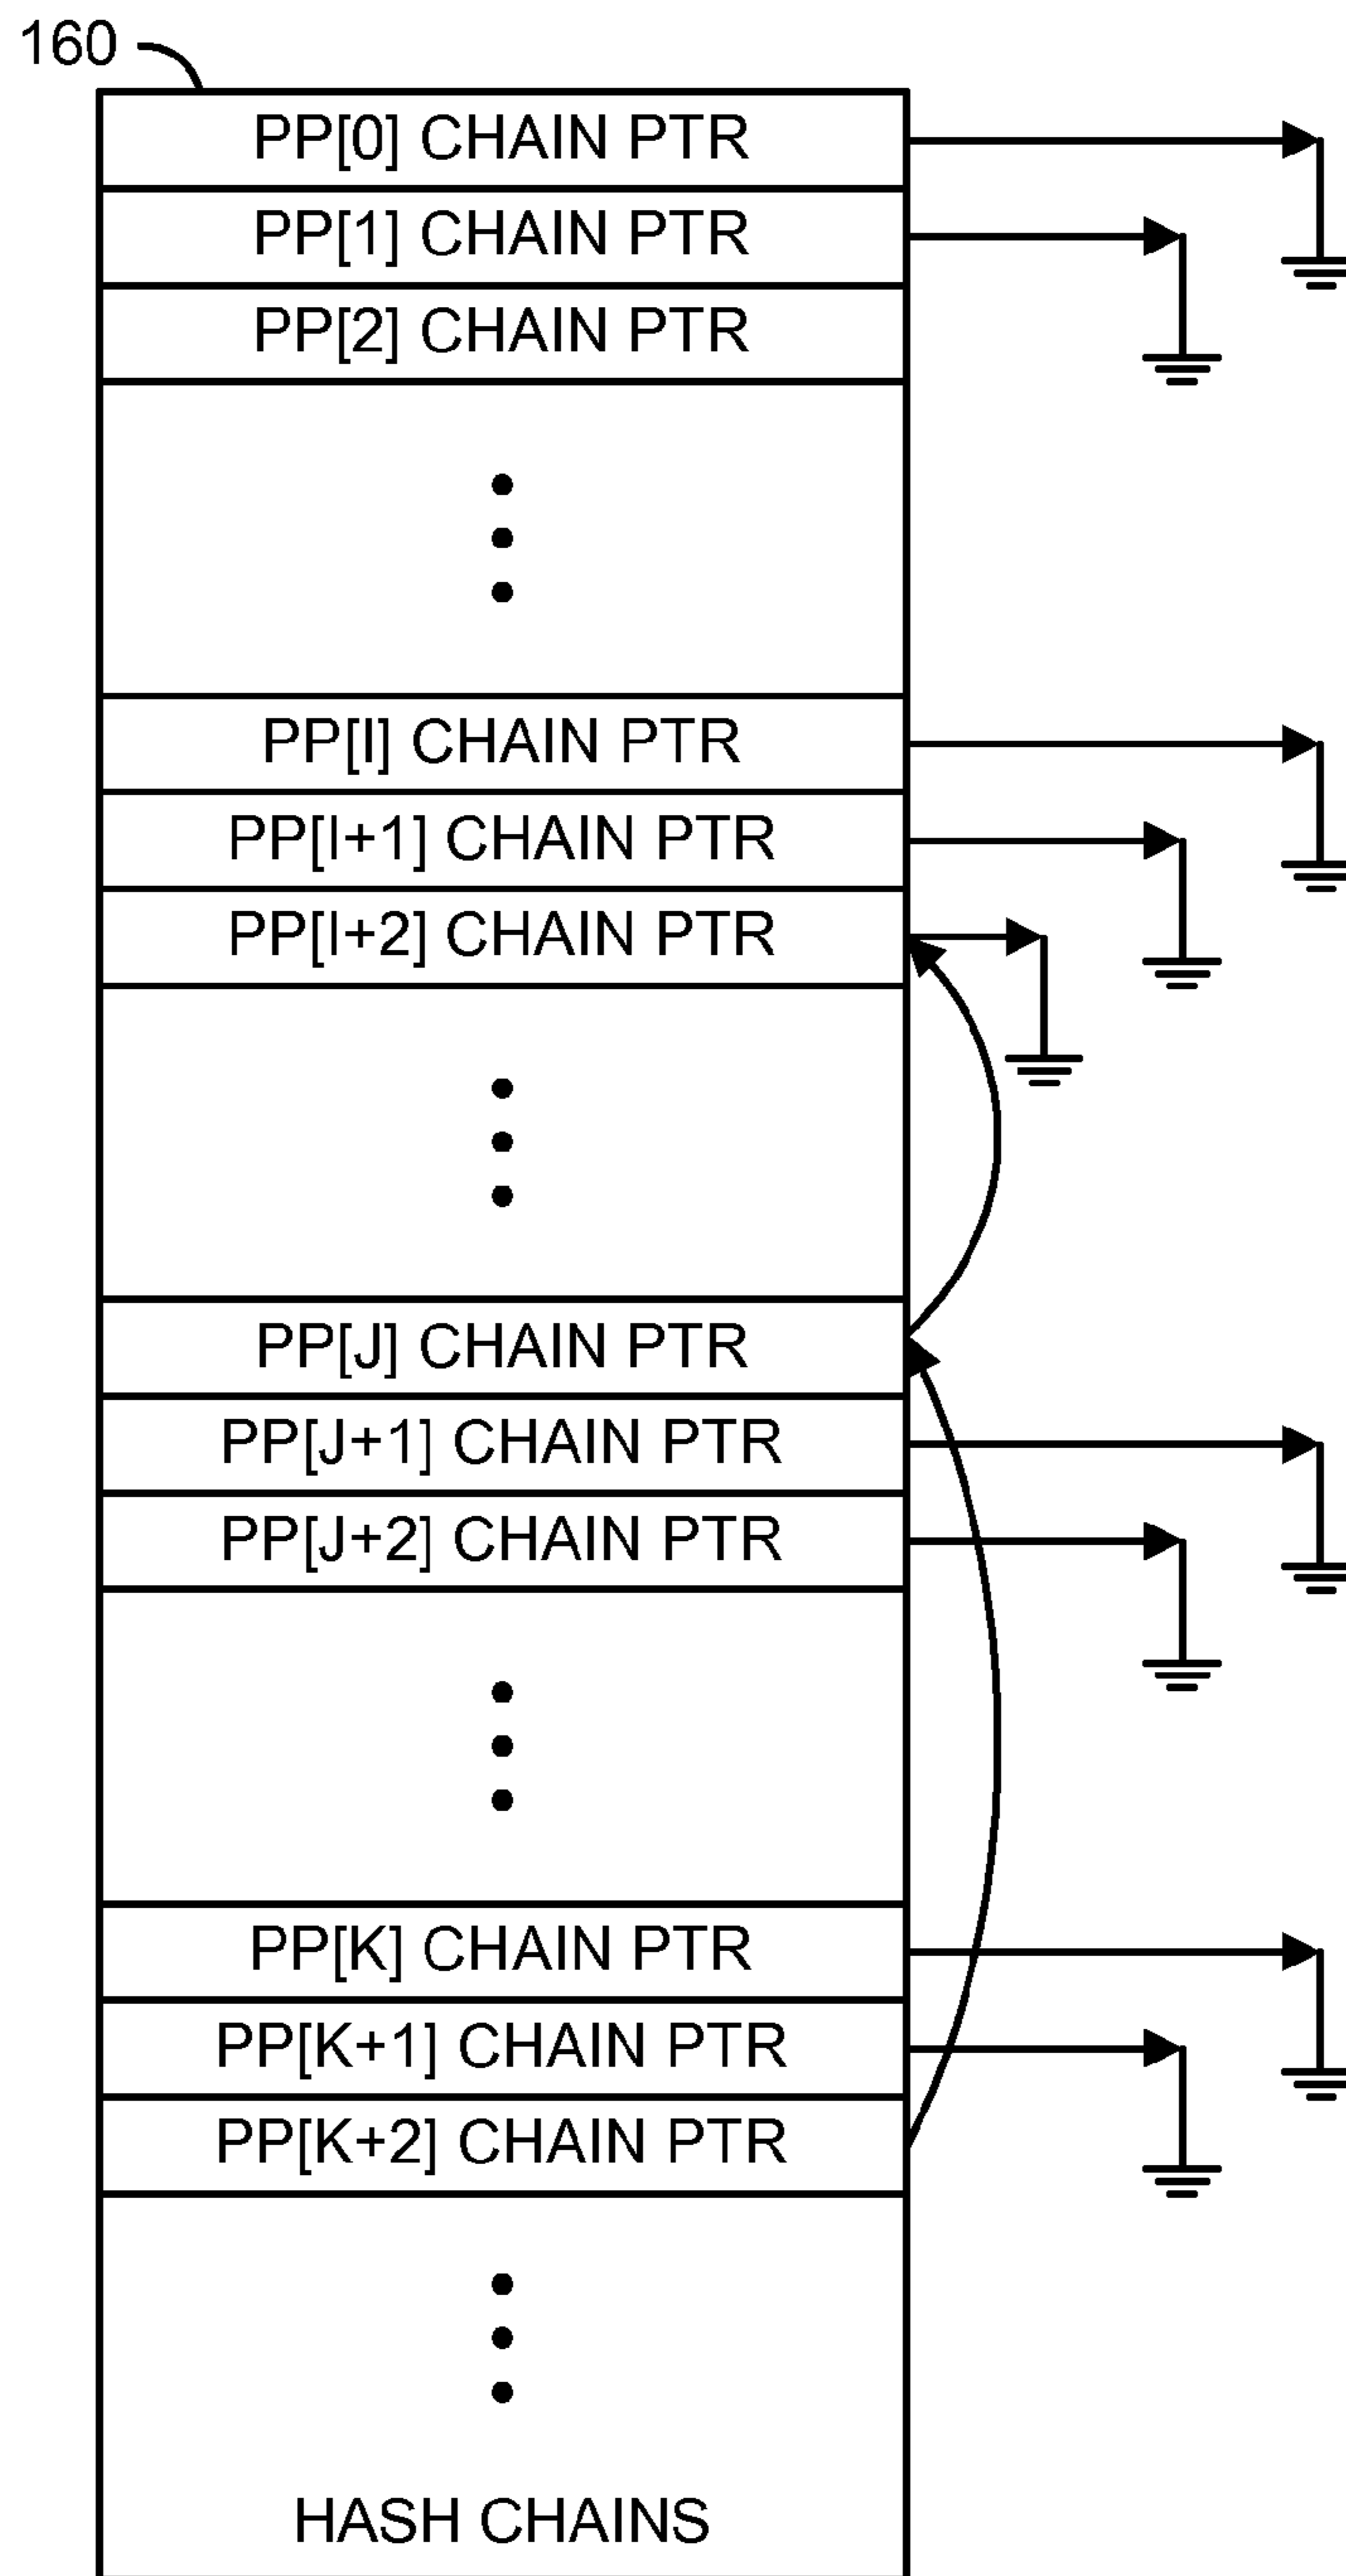 160
PP[0] CHAIN PTR
PP[1] CHAIN PTR
PP[2] CHAIN PTR
PP[I] CHAIN PTR
PP[I+1] CHAIN PTR
PP[I+2] CHAIN PTR
PP[J] CHAIN PTR
PP[J+1] CHAIN PTR
PP[J+2] CHAIN PTR
PP[K] CHAIN PTR
PP[K+1] CHAIN PTR
PP[K+2] CHAIN PTR
HASH CHAINS